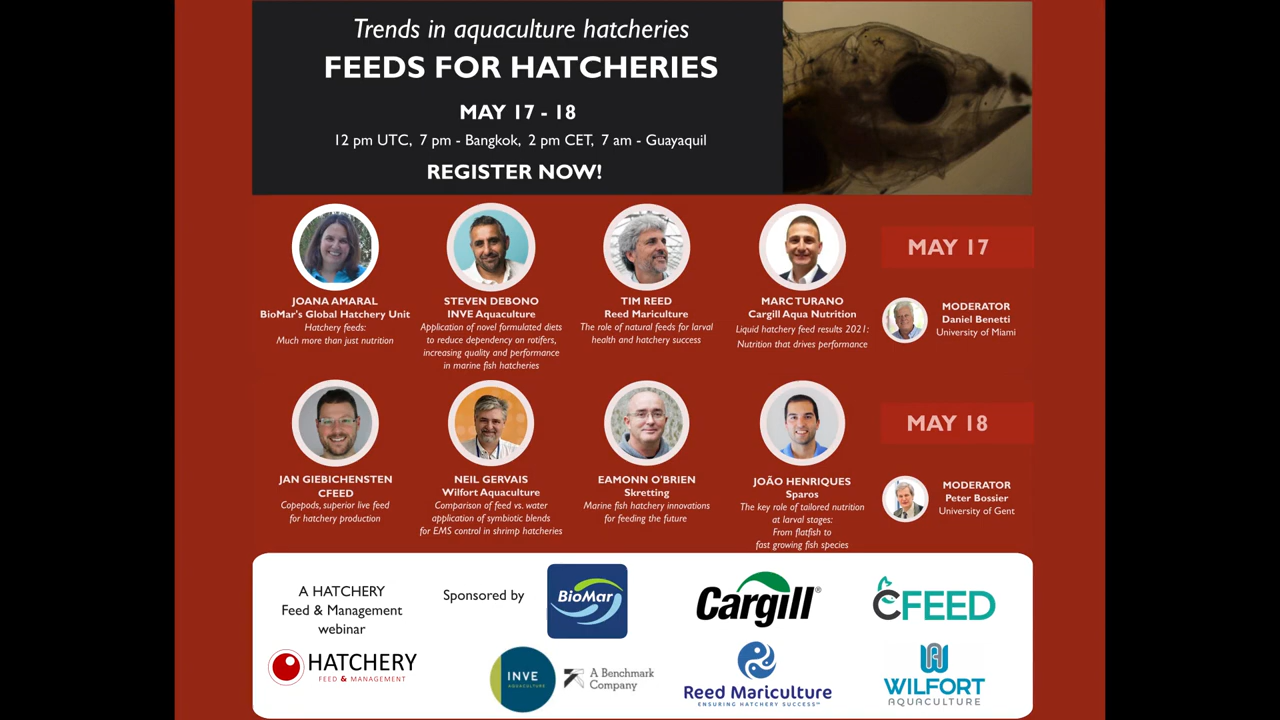 Trends in aquaculture hatcheries
FEEDS FOR HATCHERIES
MAY 17 - 18
12 pm UTC, 7 pm - Bangkok, 2 pm CET, 7 am - Guayaquil
REGISTER NOW!
MAY 17
JOANA AMARAL
BioMar's Global Hatchery Unit
Hatchery feeds:
Much more than just nutrition
STEVEN DEBONO
INVE Aquaculture
Application of novel formulated diets
to reduce dependency on rotifers,
increasing quality and performance
in marine fish hatcheries
TIM REED
Reed Mariculture
The role of natural feeds for larval
health and hatchery success
MARC TURANO
Cargill Aqua Nutrition
Liquid hatchery feed results 2021:
Nutrition that drives performance
MODERATOR
Daniel Benetti
University of Miami
MAY 18
JAN GIEBICHENSTEN
CFEED
Copepods, superior live feed
for hatchery production
NEIL GERVAIS
Wilfort Aquaculture
Comparison of feed vs. water
application of symbiotic blends
for EMS control in shrimp hatcheries
EAMONN O'BRIEN
Skretting
Marine fish hatchery innovations
for feeding the future
JOÃO HENRIQUES
Sparos
The key role of tailored nutrition
at larval stages:
From flatfish to
fast growing fish species
MODERATOR
Peter Bossier
University of Gent
A HATCHERY
Feed & Management
webinar
HATCHERY
FEED & MANAGEMENT
Sponsored by
BioMar
Cargill®
CFEED
INVE
AQUACULTURE
A Benchmark
Company
Reed Mariculture
ENSURING HATCHERY SUCCESS℠
WILFORT
AQUACULTURE